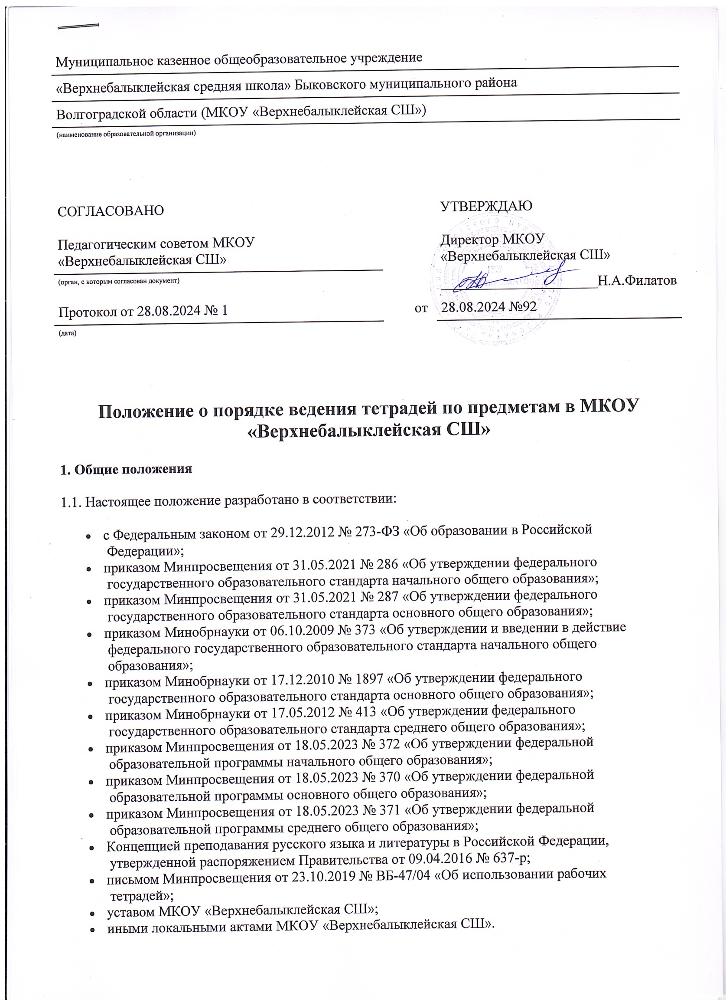 Муниципальное казенное общеобразовательное учреждение
«Верхнебалыклейская средняя школа» Быковского муниципального района
Волгоградской области (МКОУ «Верхнебалыклейская СШ»)
(наименование образовательной организации)
СОГЛАСОВАНО
Педагогическим советом МКОУ
«Верхнебалыклейская СШ»
(орган, с которым согласован документ)
Протокол от 28.08.2024 № 1
(дата)
УТВЕРЖДАЮ
Директор МКОУ
«Верхнебалыклейская СШ»
Н.А.Филатов
от 28.08.2024 №92
Положение о порядке ведения тетрадей по предметам в МКОУ
«Верхнебалыклейская СШ»
1. Общие положения
1.1. Настоящее положение разработано в соответствии:
• с Федеральным законом от 29.12.2012 № 273-ФЗ «Об образовании в Российской
Федерации»;
• приказом Минпросвещения от 31.05.2021 № 286 «Об утверждении федерального
государственного образовательного стандарта начального общего образования»;
• приказом Минпросвещения от 31.05.2021 № 287 «Об утверждении федерального
государственного образовательного стандарта основного общего образования»;
• приказом Минобрнауки от 06.10.2009 № 373 «Об утверждении и введении в действие
федерального государственного образовательного стандарта начального общего
образования»;
• приказом Минобрнауки от 17.12.2010 № 1897 «Об утверждении федерального
государственного образовательного стандарта основного общего образования»;
• приказом Минобрнауки от 17.05.2012 № 413 «Об утверждении федерального
государственного образовательного стандарта среднего общего образования»;
• приказом Минпросвещения от 18.05.2023 № 372 «Об утверждении федеральной
образовательной программы начального общего образования»;
• приказом Минпросвещения от 18.05.2023 № 370 «Об утверждении федеральной
образовательной программы основного общего образования»;
• приказом Минпросвещения от 18.05.2023 № 371 «Об утверждении федеральной
образовательной программы среднего общего образования»;
• Концепцией преподавания русского языка и литературы в Российской Федерации,
утвержденной распоряжением Правительства от 09.04.2016 № 637-р;
• письмом Минпросвещения от 23.10.2019 № ВБ-47/04 «Об использовании рабочих
тетрадей»;
• уставом МКОУ «Верхнебалыклейская СШ»;
• иными локальными актами МКОУ «Верхнебалыклейская СШ».